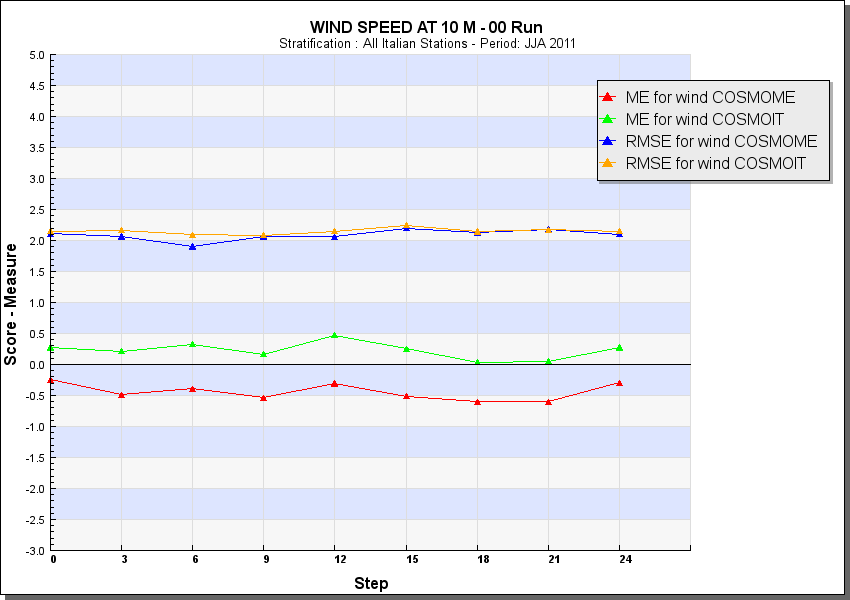 WIND SPEED AT 10 M - 00 Run
Stratification : All Italian Stations - Period: JJA 2011
ME for wind COSMOME
ME for wind COSMOIT
RMSE for wind COSMOME
RMSE for wind COSMOIT
Score - Measure
5.0
4.5
4.0
3.5
3.0
2.5
2.0
1.5
1.0
0.5
0.0
-0.5
-1.0
-1.5
-2.0
-2.5
-3.0
0 3 6 9 12 15 18 21 24
Step